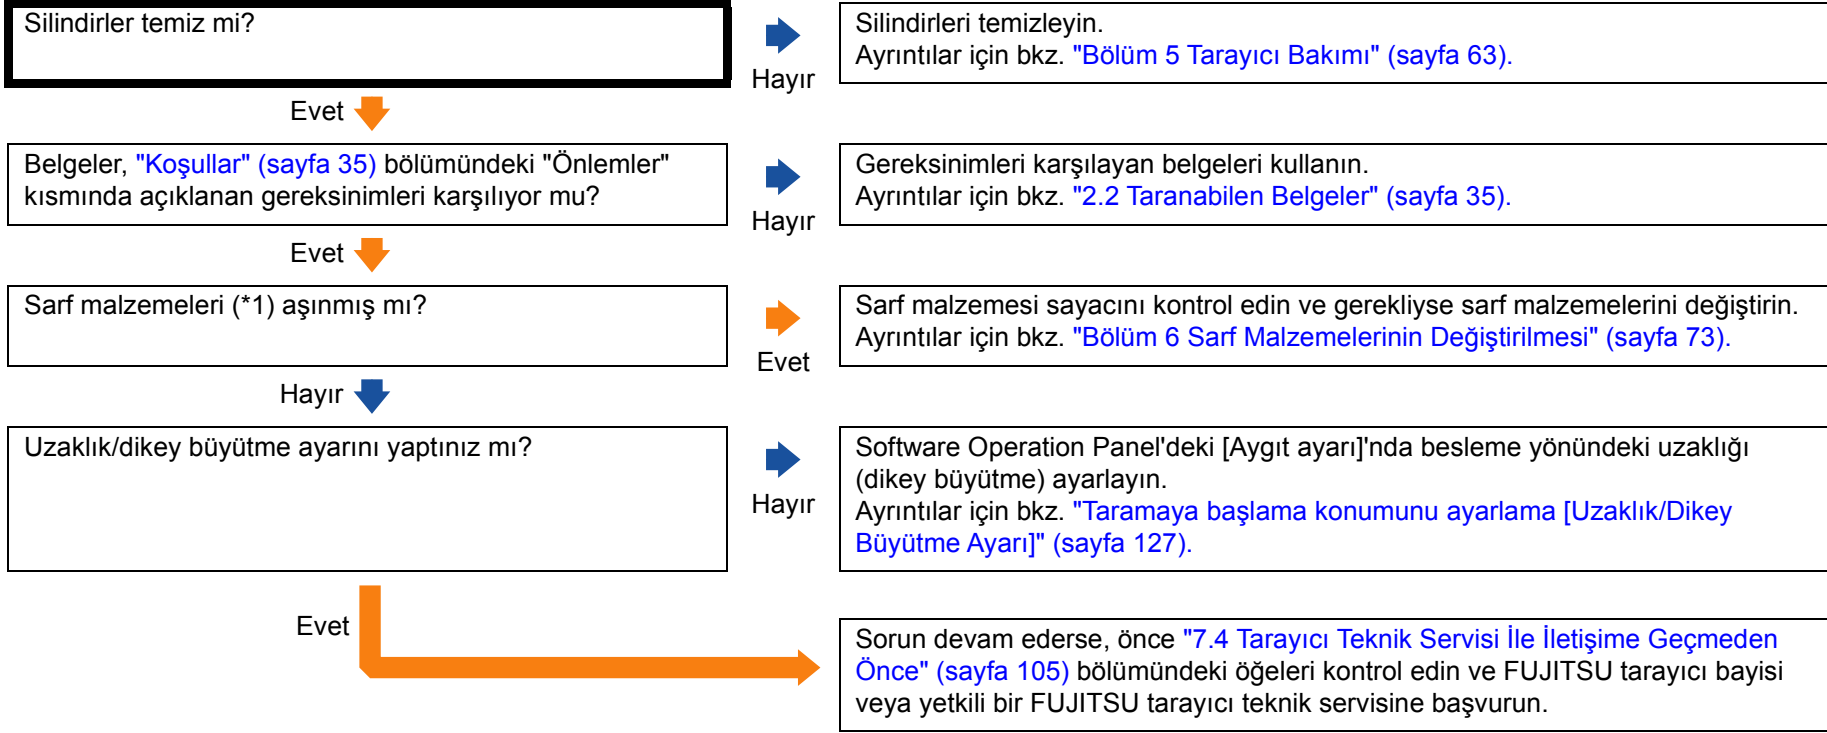 Silindirler temiz mi?
Hayır
Silindirleri temizleyin.
Ayrıntılar için bkz. "Bölüm 5 Tarayıcı Bakımı" (sayfa 63).
Evet
Belgeler, "Koşullar" (sayfa 35) bölümündeki "Önlemler"
kısmında açıklanan gereksinimleri karşılıyor mu?
Hayır
Gereksinimleri karşılayan belgeleri kullanın.
Ayrıntılar için bkz. "2.2 Taranabilen Belgeler" (sayfa 35).
Evet
Sarf malzemeleri (*1) aşınmış mı?
Evet
Sarf malzemesi sayacını kontrol edin ve gerekliyse sarf malzemelerini değiştirin.
Ayrıntılar için bkz. "Bölüm 6 Sarf Malzemelerinin Değiştirilmesi" (sayfa 73).
Hayır
Uzaklık/dikey büyütme ayarını yaptınız mı?
Hayır
Software Operation Panel'deki [Aygıt ayarı]'nda besleme yönündeki uzaklığı
(dikey büyütme) ayarlayın.
Ayrıntılar için bkz. "Taramaya başlama konumunu ayarlama [Uzaklık/Dikey
Büyütme Ayarı]" (sayfa 127).
Evet
Sorun devam ederse, önce "7.4 Tarayıcı Teknik Servisi İle İletişime Geçmeden
Önce" (sayfa 105) bölümündeki öğeleri kontrol edin ve FUJITSU tarayıcı bayisi
veya yetkili bir FUJITSU tarayıcı teknik servisine başvurun.